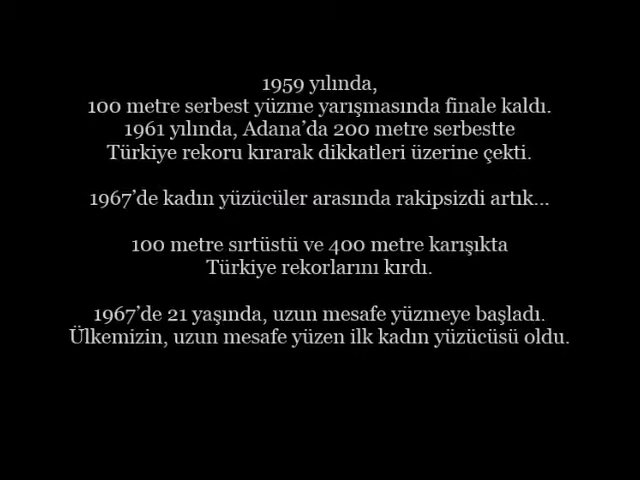 1959 yılında,
100 metre serbest yüzme yarışmasında finale kaldı.
1961 yılında, Adana’da 200 metre serbestte
Türkiye rekoru kırarak dikkatleri üzerine çekti.
1967’de kadın yüzücüler arasında rakipsizdi artık...
100 metre sırtüstü ve 400 metre karışıkta
Türkiye rekorlarını kırdı.
1967’de 21 yaşında, uzun mesafe yüzmeye başladı.
Ülkemizin, uzun mesafe yüzen ilk kadın yüzücüsü oldu.